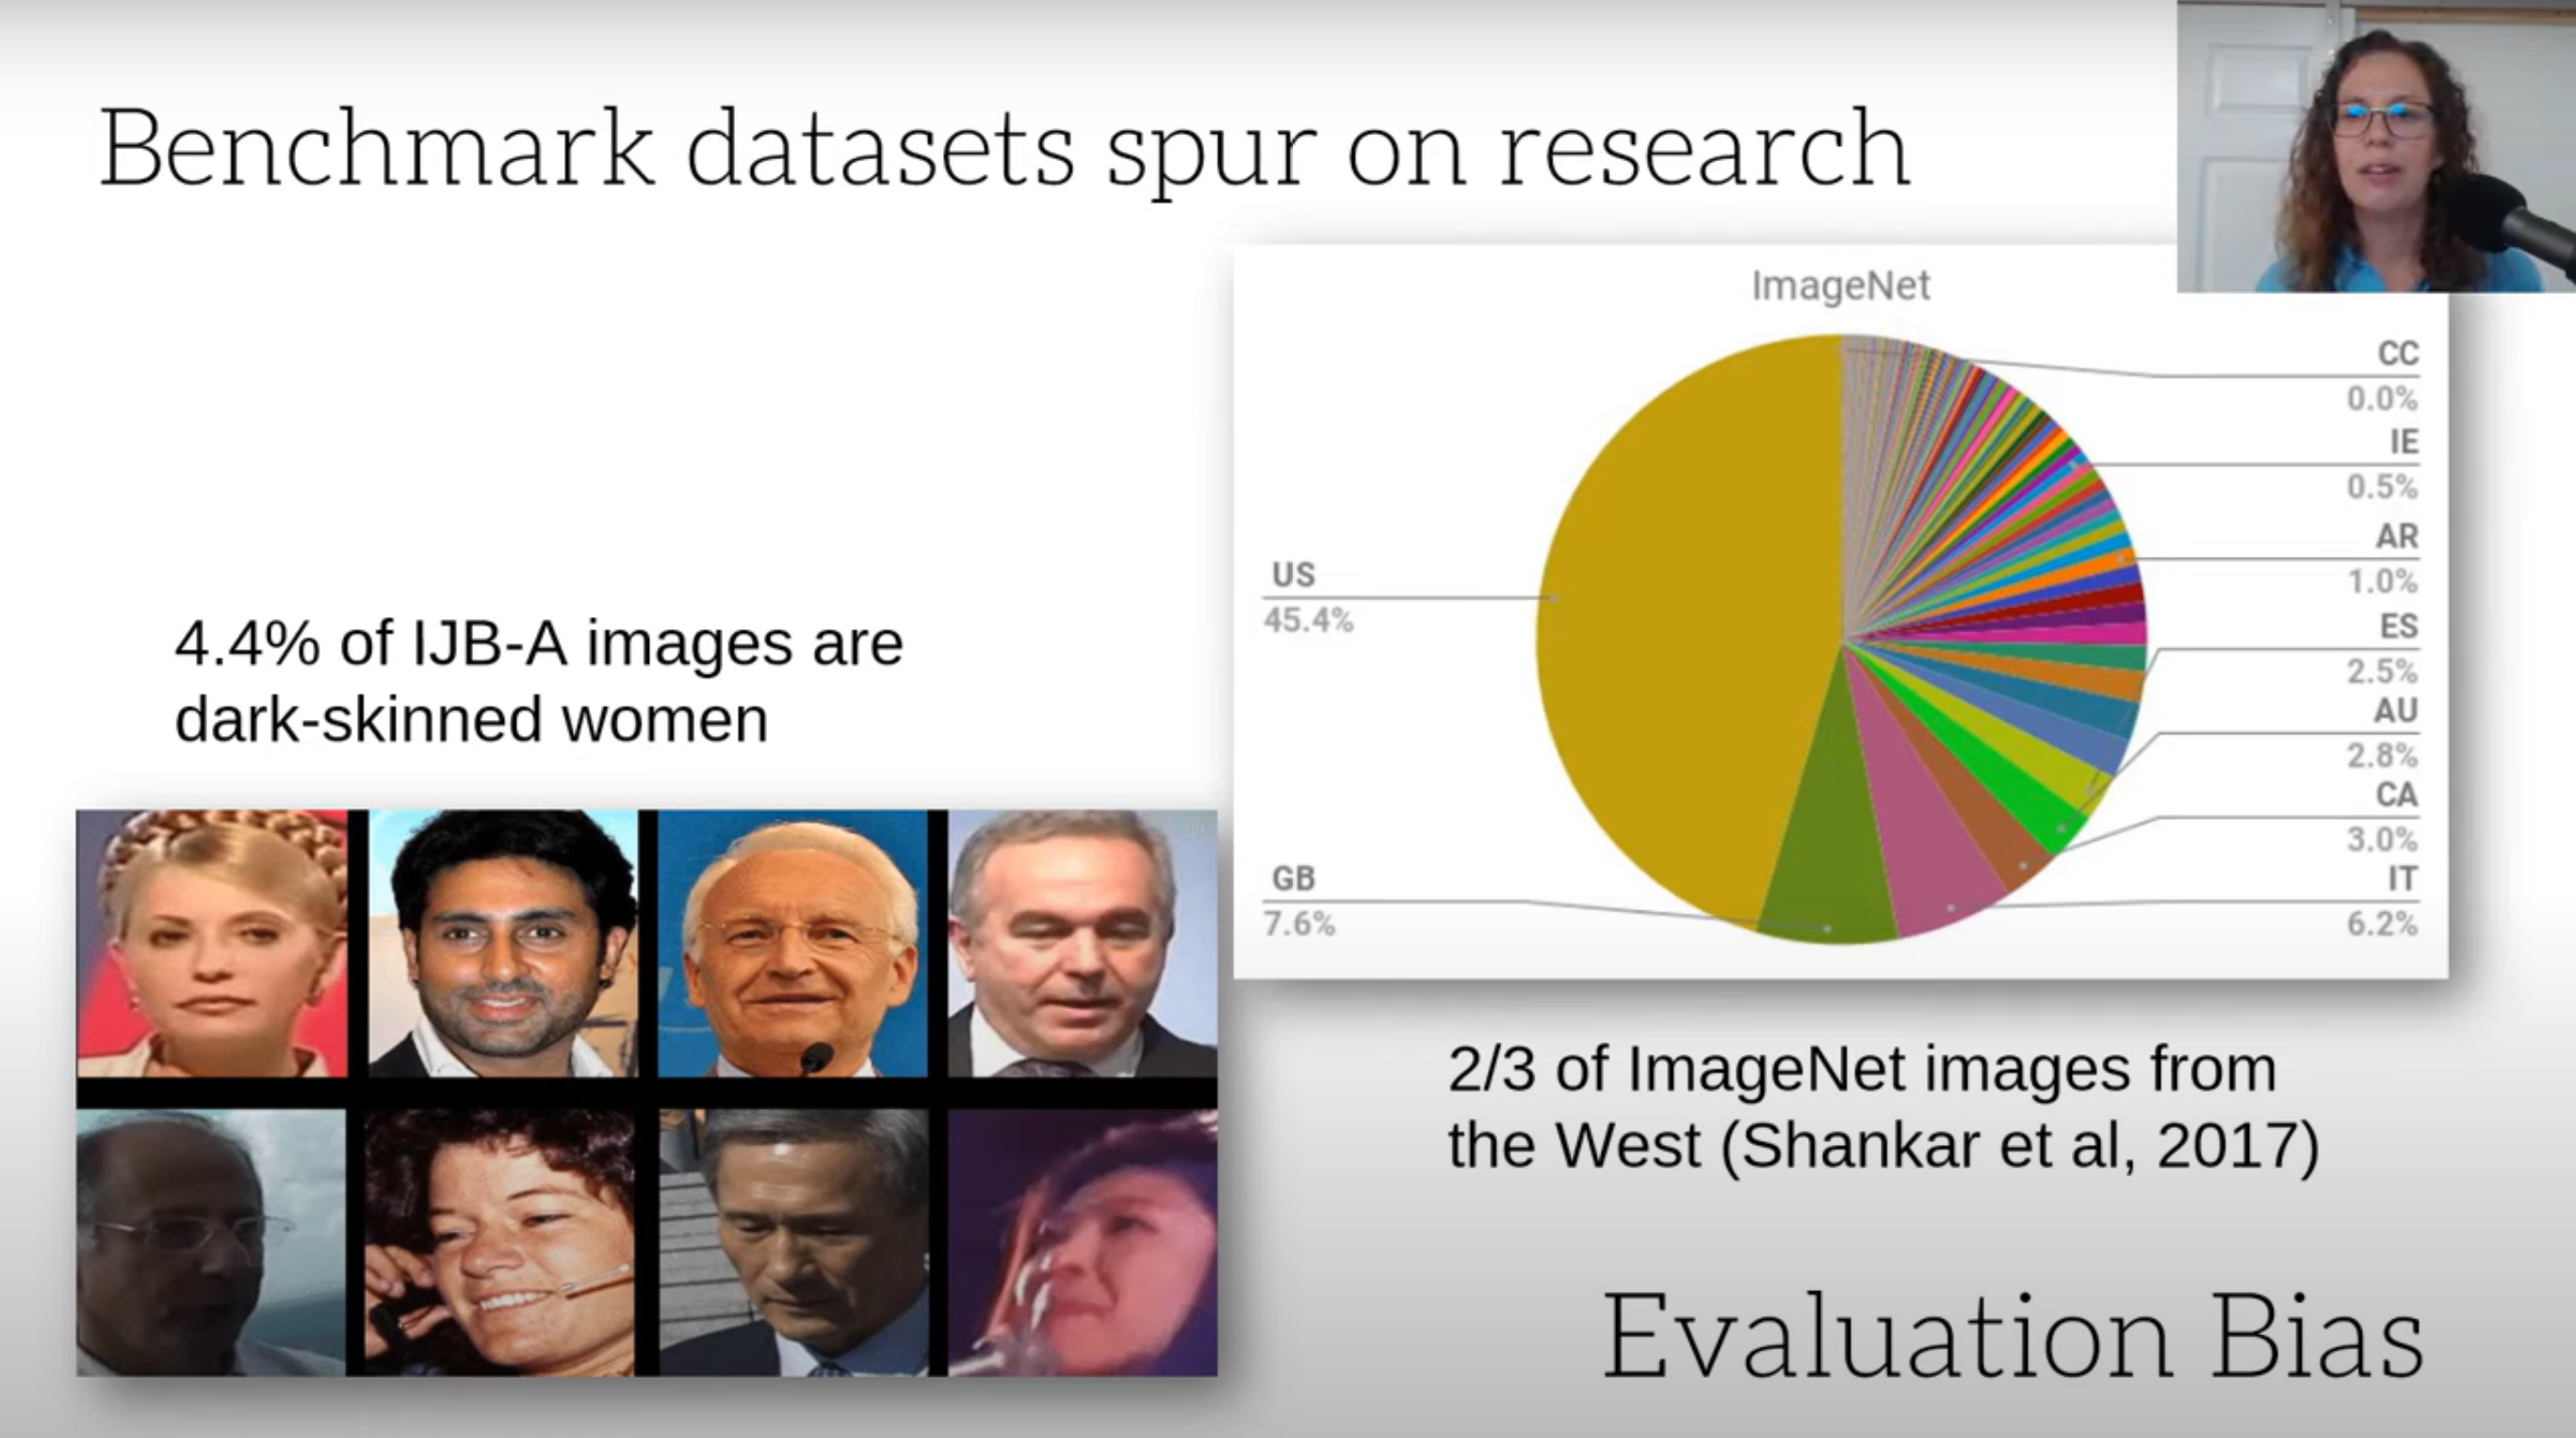 Benchmark datasets spur on research
4.4% of IJB-A images are
dark-skinned women
ImageNet
US
45.4%
GB
7.6%
CC
0.0%
IE
0.5%
AR
1.0%
ES
2.5%
AU
2.8%
CA
3.0%
IT
6.2%
2/3 of ImageNet images from
the West (Shankar et al, 2017)
Evaluation Bias